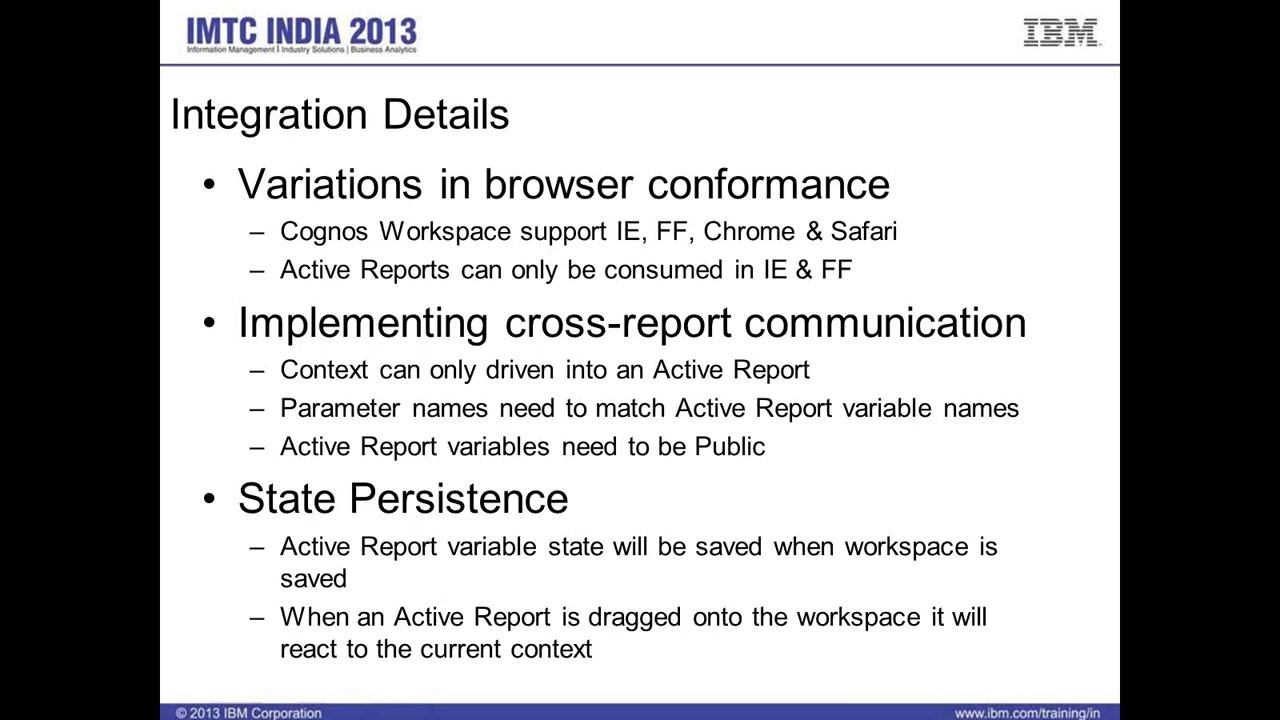 IMTC INDIA 2013
Information Management | Industry Solutions | Business Analytics
IBM
Integration Details
• Variations in browser conformance
– Cognos Workspace support IE, FF, Chrome & Safari
– Active Reports can only be consumed in IE & FF
• Implementing cross-report communication
– Context can only driven into an Active Report
– Parameter names need to match Active Report variable names
– Active Report variables need to be Public
• State Persistence
– Active Report variable state will be saved when workspace is
saved
– When an Active Report is dragged onto the workspace it will
react to the current context
© 2013 IBM Corporation
www.ibm.com/training/in